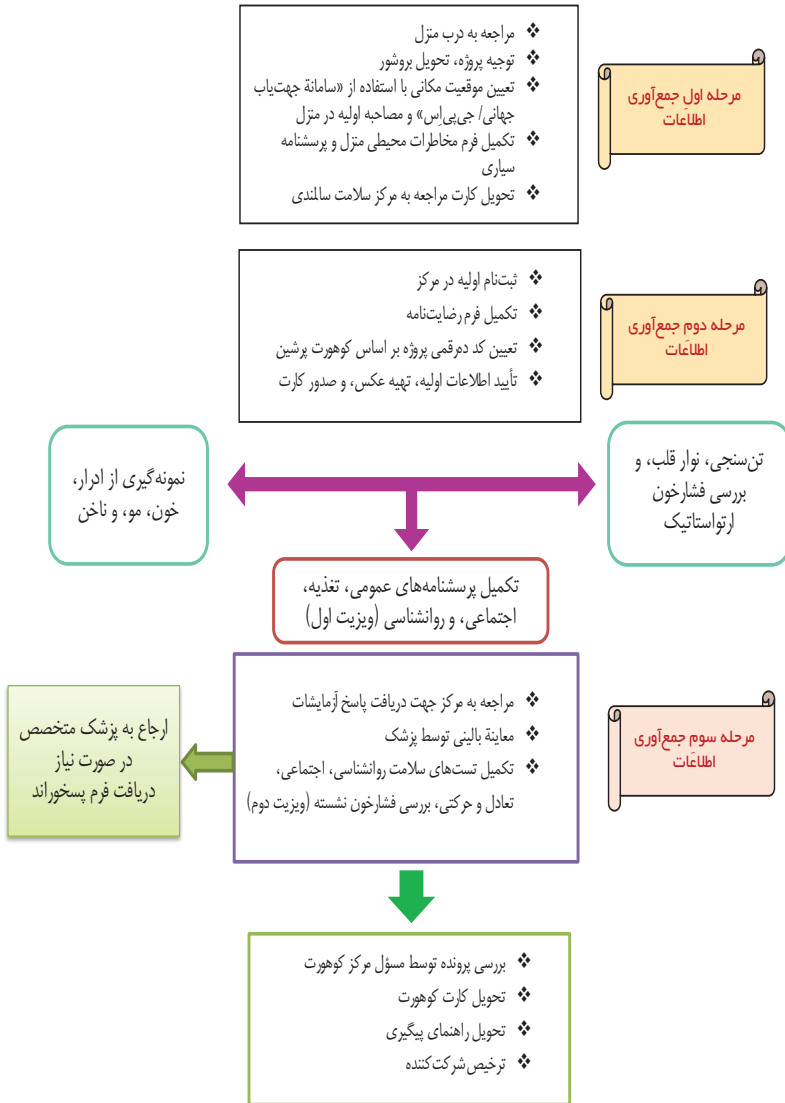 ❖ مراجعه به درب منزل
❖ توجیه پروژه، تحویل بروشور
❖ تعیین موقعیت مکانی با استفاده از «سامانۀ جهت‌یاب
جهانی/ جی‌پی‌اِس» و مصاحبه اولیه در منزل
❖ تکمیل فرم مخاطرات محیطی منزل و پرسشنامه
سیاری
❖ تحویل کارت مراجعه به مرکز سلامت سالمندی
مرحله اولِ جمع‌آوری
اطلاعات
❖ ثبت‌نام اولیه در مرکز
❖ تکمیل فرم رضایت‌نامه
❖ تعیین کد ده‌رقمی پروژه بر اساس کوهورت پرشین
❖ تأیید اطلاعات اولیه، تهیه عکس، و صدور کارت
مرحله دوم جمع‌آوری
اطلاعات
تن‌سنجی، نوار قلب، و
بررسی فشارخون
ارتواستاتیک
نمونه‌گیری از ادرار،
خون، مو، و ناخن
تکمیل پرسشنامه‌های عمومی، تغذیه،
اجتماعی، و روانشناسی (ویزیت اول)
❖ مراجعه به مرکز جهت دریافت پاسخ آزمایشات
❖ معاینۀ بالینی توسط پزشک
❖ تکمیل تست‌های سلامت روانشناسی، اجتماعی،
تعادل و حرکتی، بررسی فشارخون نشسته (ویزیت دوم)
مرحله سوم جمع‌آوری
اطلاعات
ارجاع به پزشک متخصص
در صورت نیاز
دریافت فرم پسخوراند
❖ بررسی پرونده توسط مسؤل مرکز کوهورت
❖ تحویل کارت کوهورت
❖ تحویل راهنمای پیگیری
❖ ترخیص شرکت‌کننده